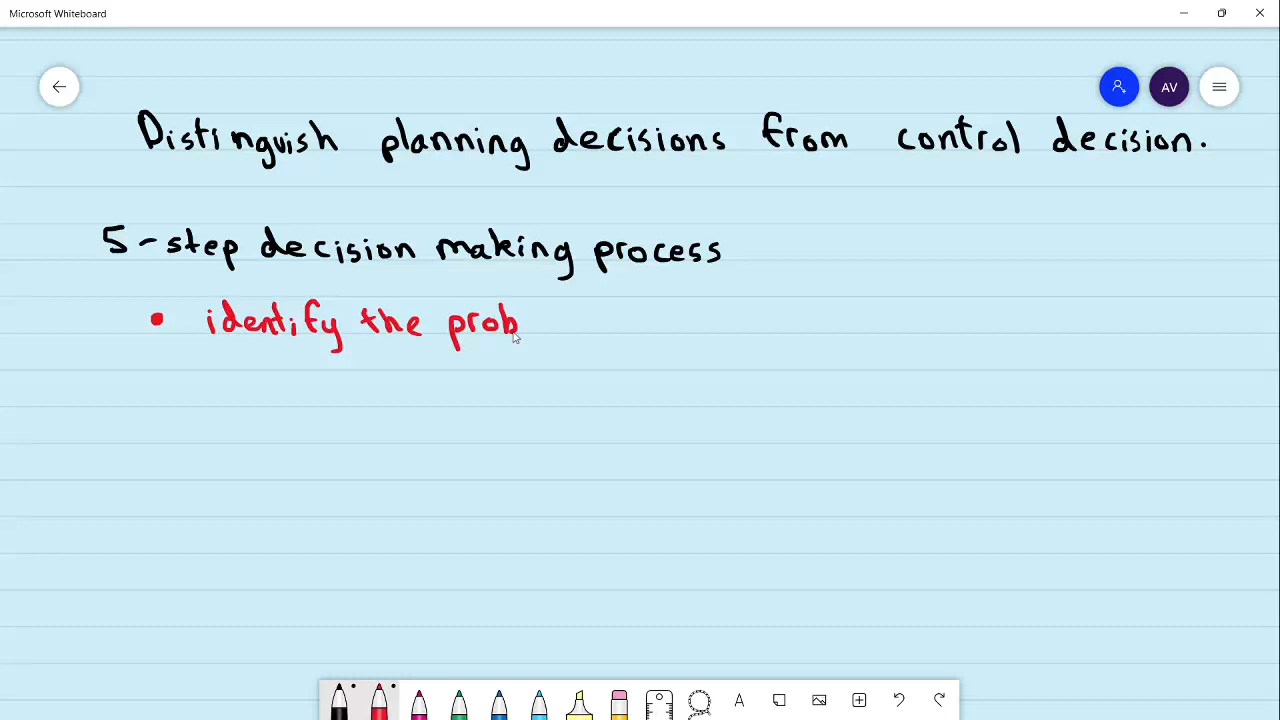 Microsoft Whiteboard
AV
Distinguish planning decisions from control decision.
5-step decision making process
• identify the prob
A